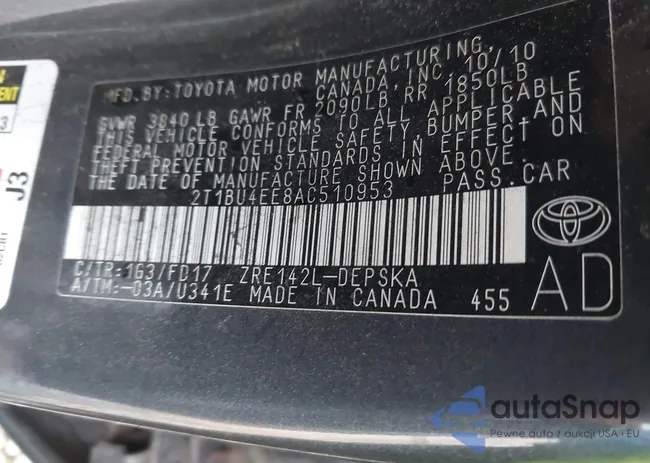 MFD. BY: TOYOTA MOTOR MANUFACTURING,
CANADA, INC. 10/10
GVWR 3840 LB GAWR FR 2090LB RR 1850LB
THIS VEHICLE CONFORMS TO ALL APPLICABLE
FEDERAL MOTOR VEHICLE SAFETY, BUMPER, AND
THEFT PREVENTION STANDARDS IN EFFECT ON
THE DATE OF MANUFACTURE SHOWN ABOVE.
2T1BU4EE8AC510953 PASS. CAR
C/TR:1G3/FD17 ZRE142L-DEPSKA
A/TM:-03A/U341E MADE IN CANADA 455
AD
J3
autaSnap
Pewne auta z aukcji USA i EU